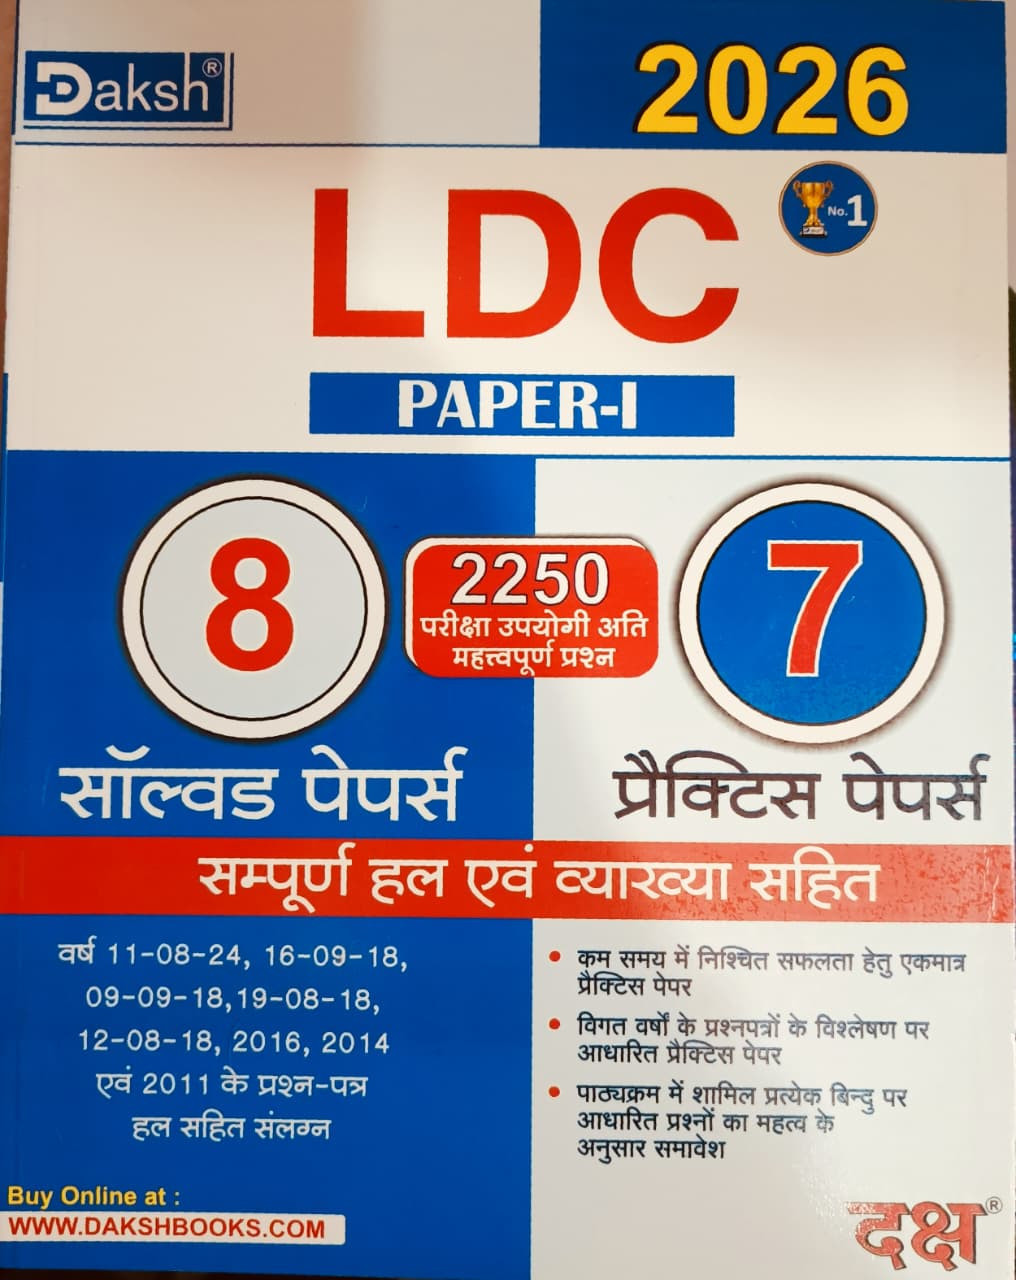 Daksh®
2026
LDC
No.1
PAPER-I
8
2250
परीक्षा उपयोगी अति
महत्त्वपूर्ण प्रश्न
7
सॉल्वड पेपर्स
प्रैक्टिस पेपर्स
सम्पूर्ण हल एवं व्याख्या सहित
वर्ष 11-08-24, 16-09-18,
09-09-18,19-08-18,
12-08-18, 2016, 2014
एवं 2011 के प्रश्न-पत्र
हल सहित संलग्न
• कम समय में निश्चित सफलता हेतु एकमात्र
प्रैक्टिस पेपर
• विगत वर्षों के प्रश्नपत्रों के विश्लेषण पर
आधारित प्रैक्टिस पेपर
• पाठ्यक्रम में शामिल प्रत्येक बिन्दु पर
आधारित प्रश्नों का महत्व के
अनुसार समावेश
Buy Online at :
WWW.DAKSHBOOKS.COM
दक्ष®